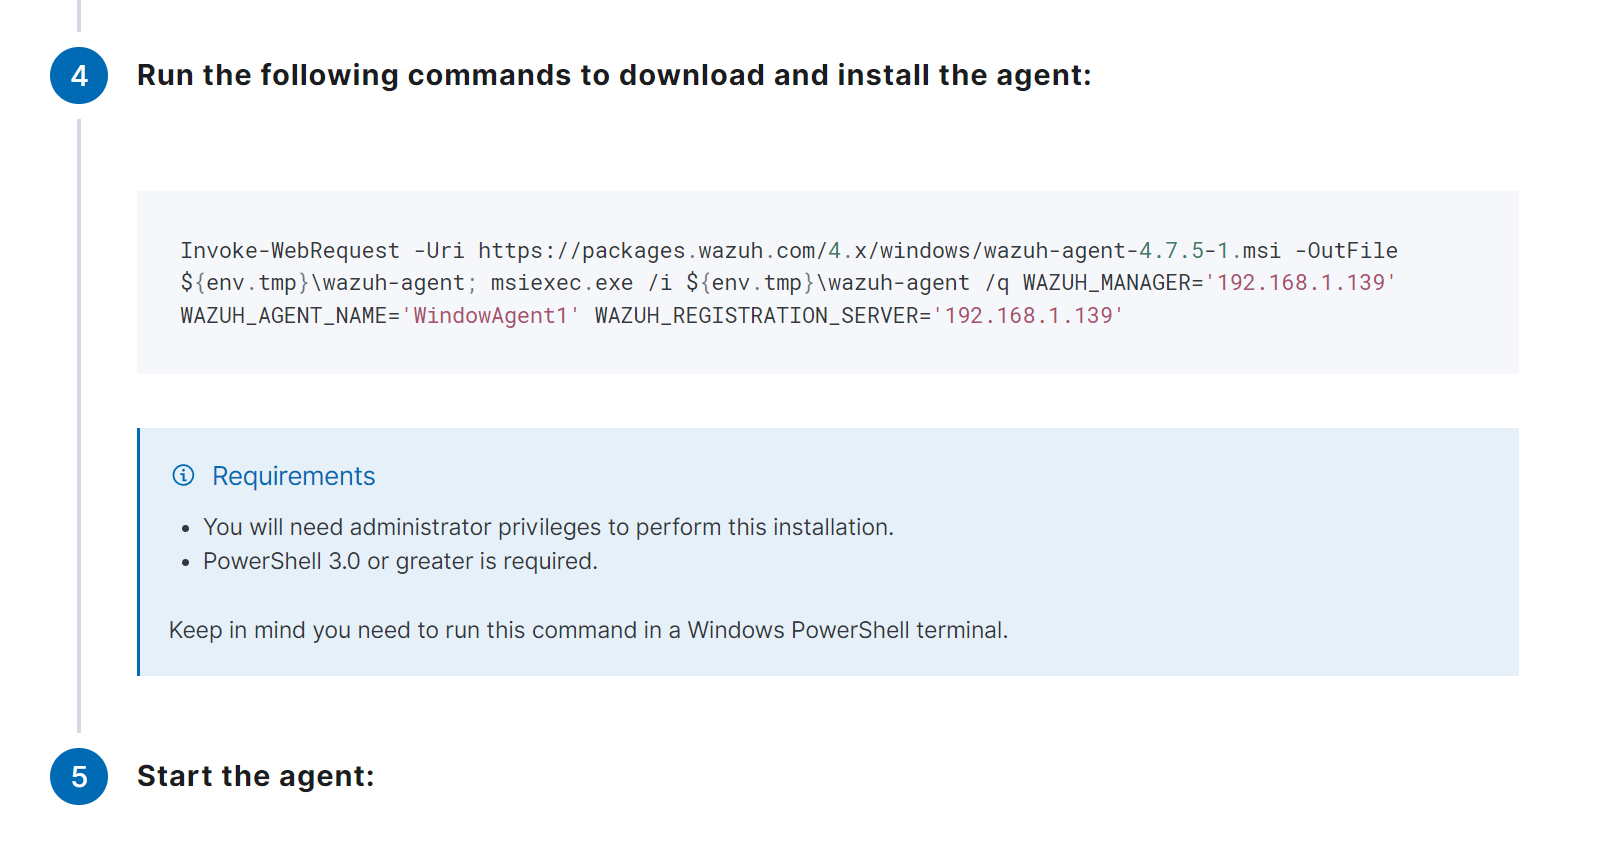 4
Run the following commands to download and install the agent:
Invoke-WebRequest -Uri https://packages.wazuh.com/4.x/windows/wazuh-agent-4.7.5-1.msi -OutFile
${env.tmp}\wazuh-agent; msiexec.exe /i ${env.tmp}\wazuh-agent /q WAZUH_MANAGER='192.168.1.139'
WAZUH_AGENT_NAME='WindowAgent1' WAZUH_REGISTRATION_SERVER='192.168.1.139'
Requirements
• You will need administrator privileges to perform this installation.
• PowerShell 3.0 or greater is required.
Keep in mind you need to run this command in a Windows PowerShell terminal.
5
Start the agent: